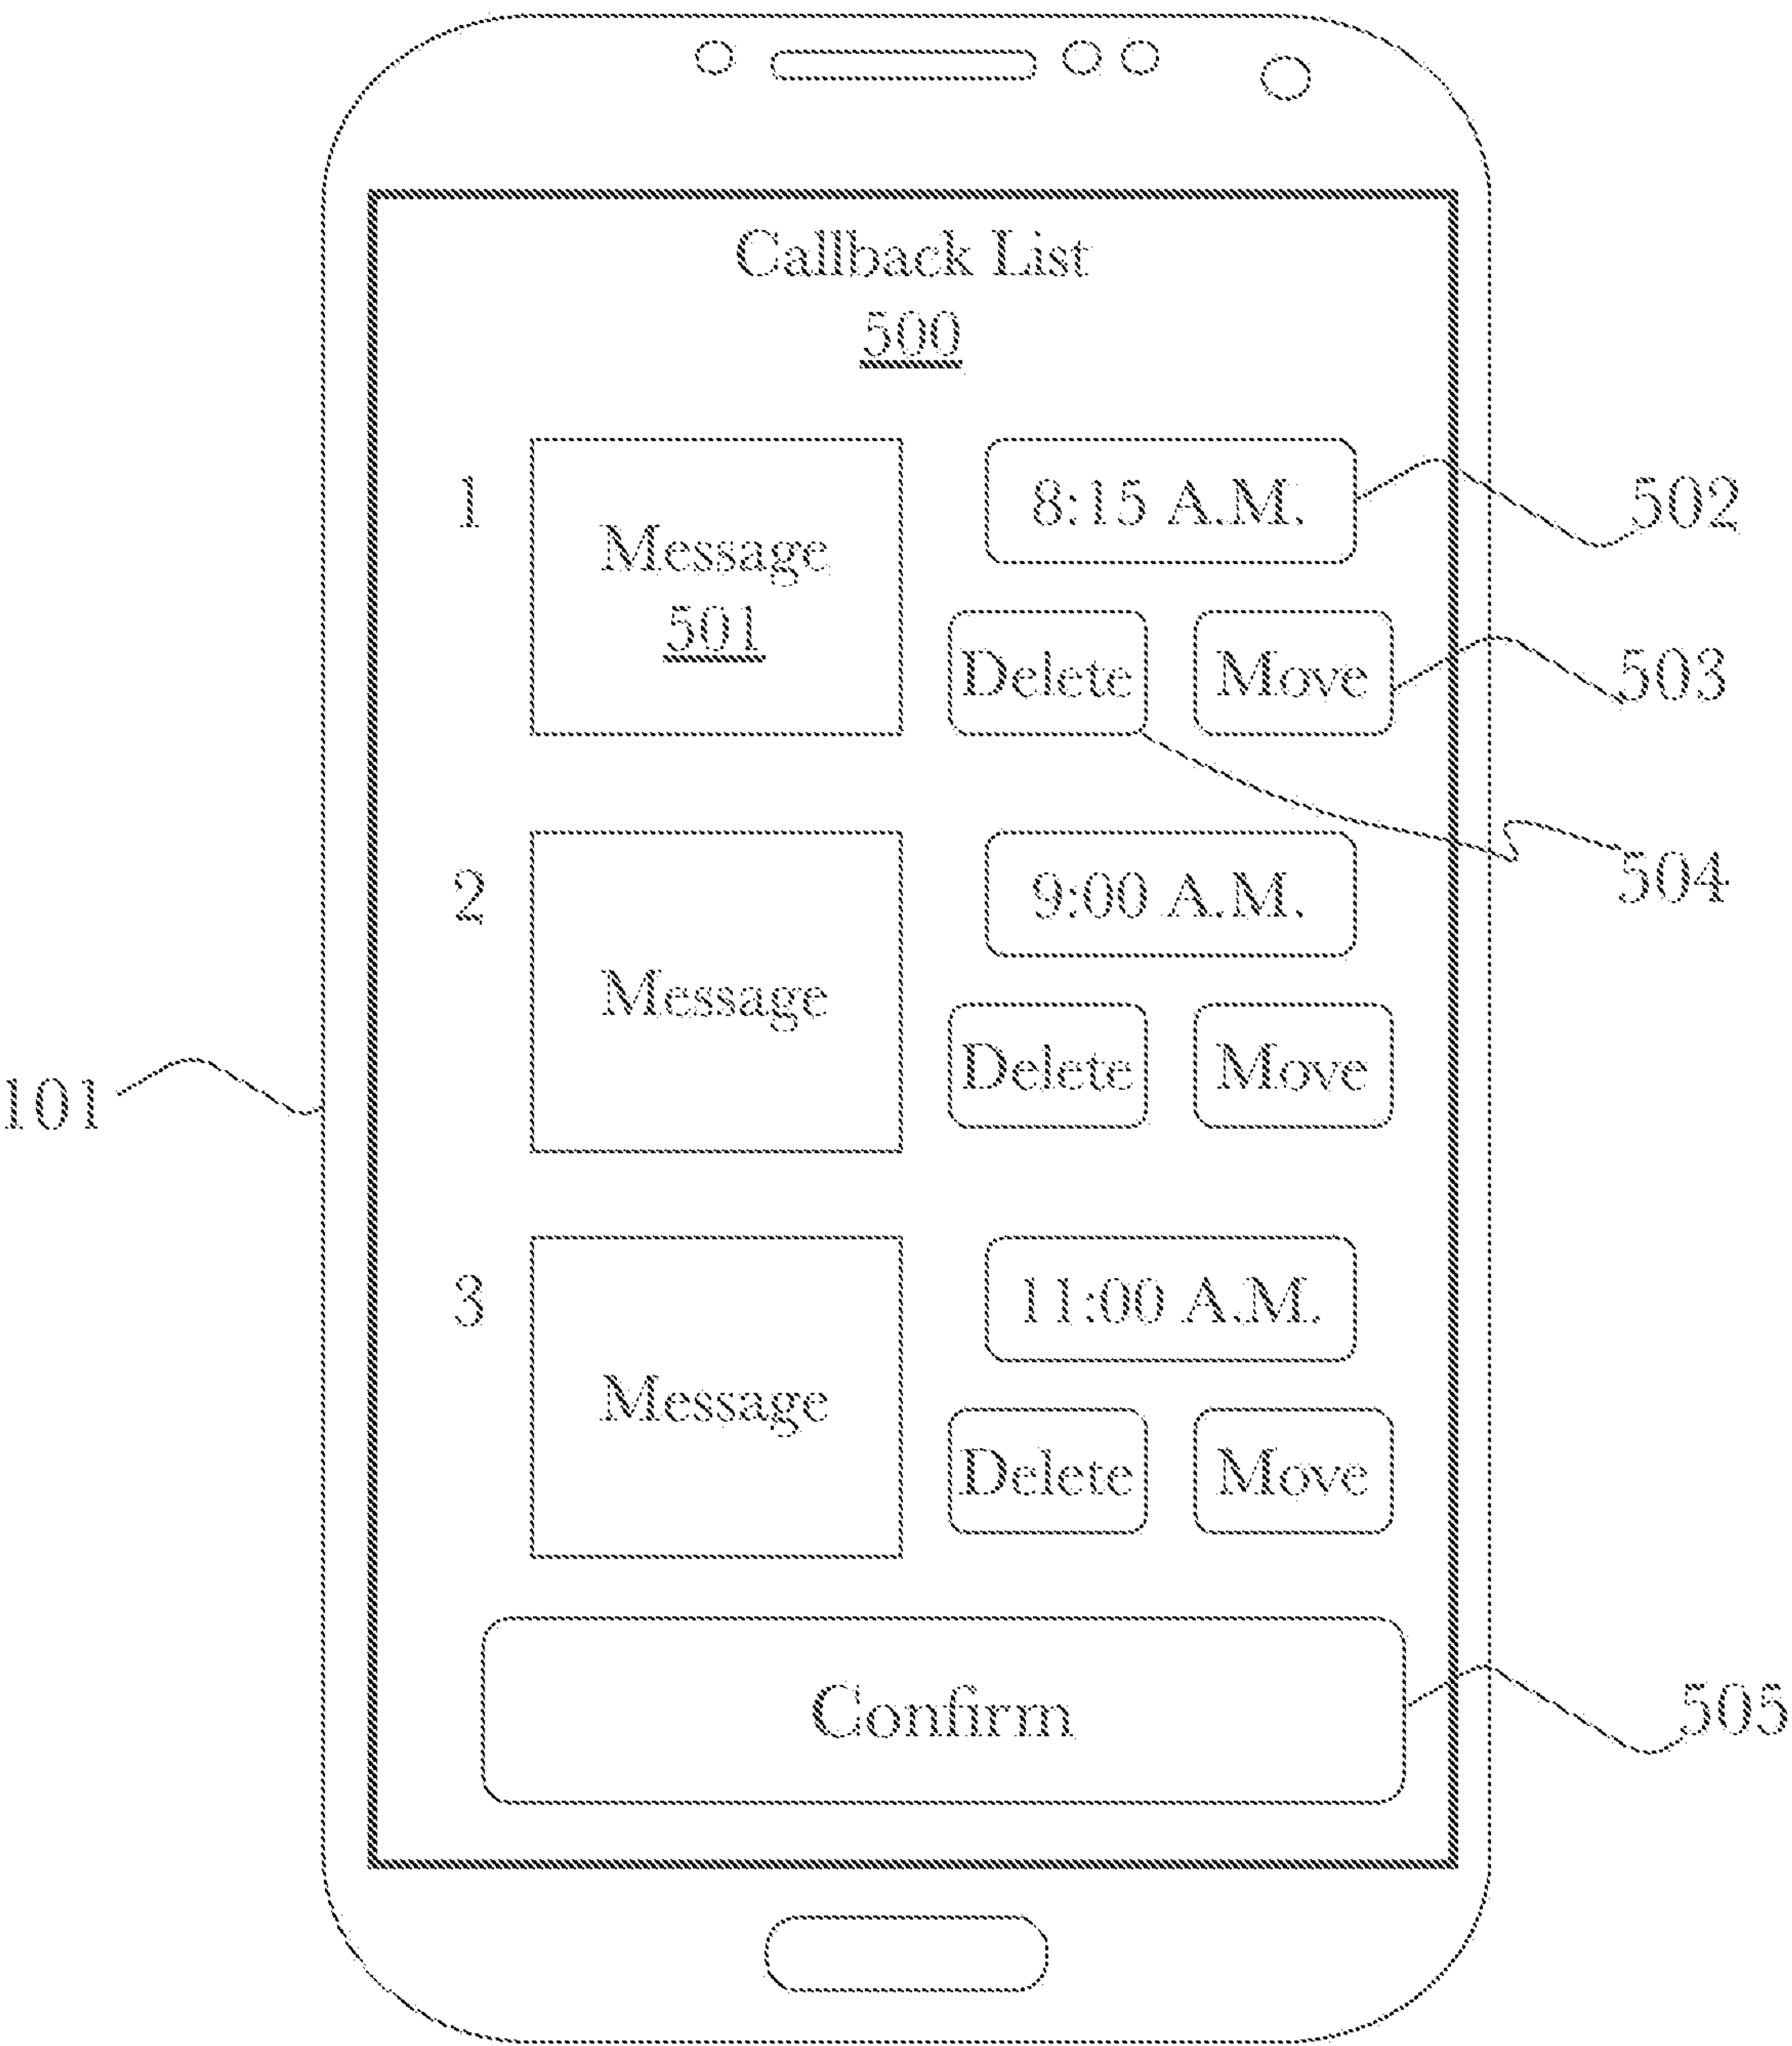 Callback List
500
1
Message
501
8:15 A.M.
502
Delete
Move
503
504
2
Message
9:00 A.M.
Delete
Move
101
3
Message
11:00 A.M.
Delete
Move
Confirm
505